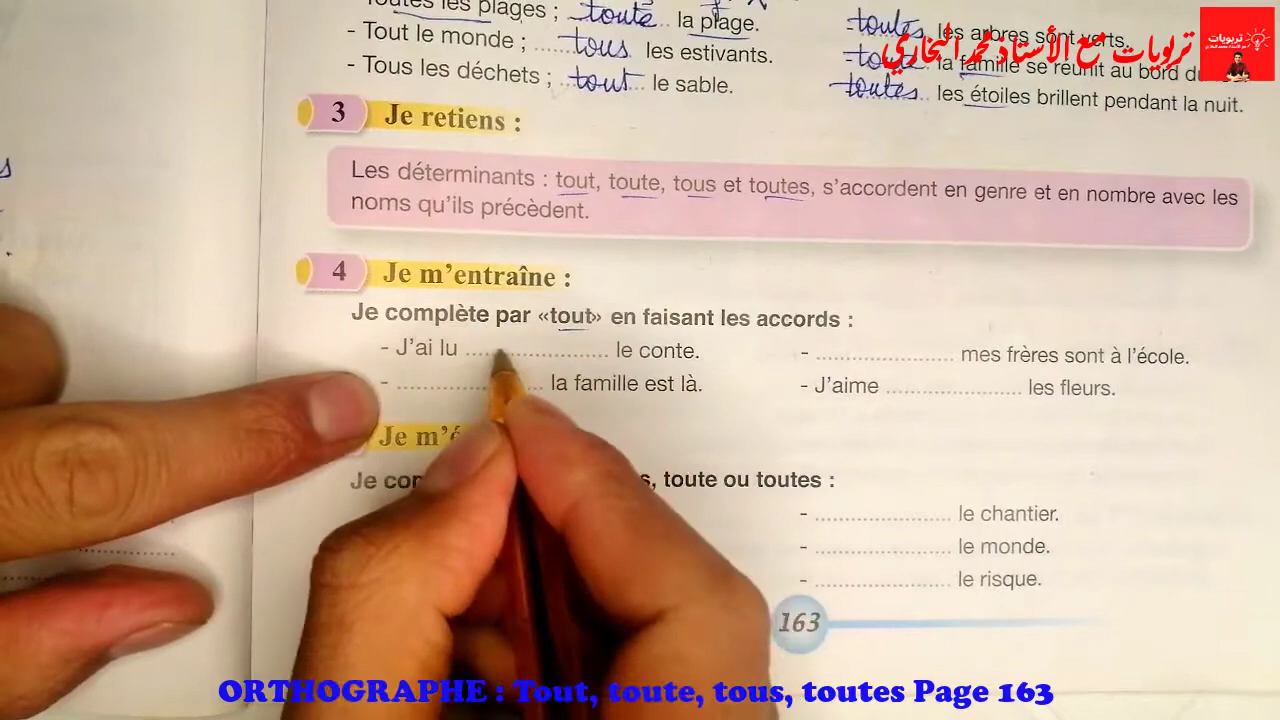 les plages ; toute la plage.
- Tout le monde : tous les estivants.
- Tous les déchets ; tout le sable.
- toutes les arbres sont verts.
la famille se réunit au bord
toutes les étoiles brillent pendant la nuit.
تربويات مع الأستاذ محمد البخاري
تربويات
3 Je retiens :
Les déterminants : tout, toute, tous et toutes, s'accordent en genre et en nombre avec les
noms qu'ils précèdent.
4 Je m'entraîne :
Je complète par «tout» en faisant les accords :
- J'ai lu ........................ le conte.
- ........................ la famille est là.
- ........................ mes frères sont à l'école.
- J'aime ........................ les fleurs.
Je m'é
Je com
toute ou toutes :
- ........................ le chantier.
- ........................ le monde.
- ........................ le risque.
163
ORTHOGRAPHE : Tout, toute, tous, toutes Page 163